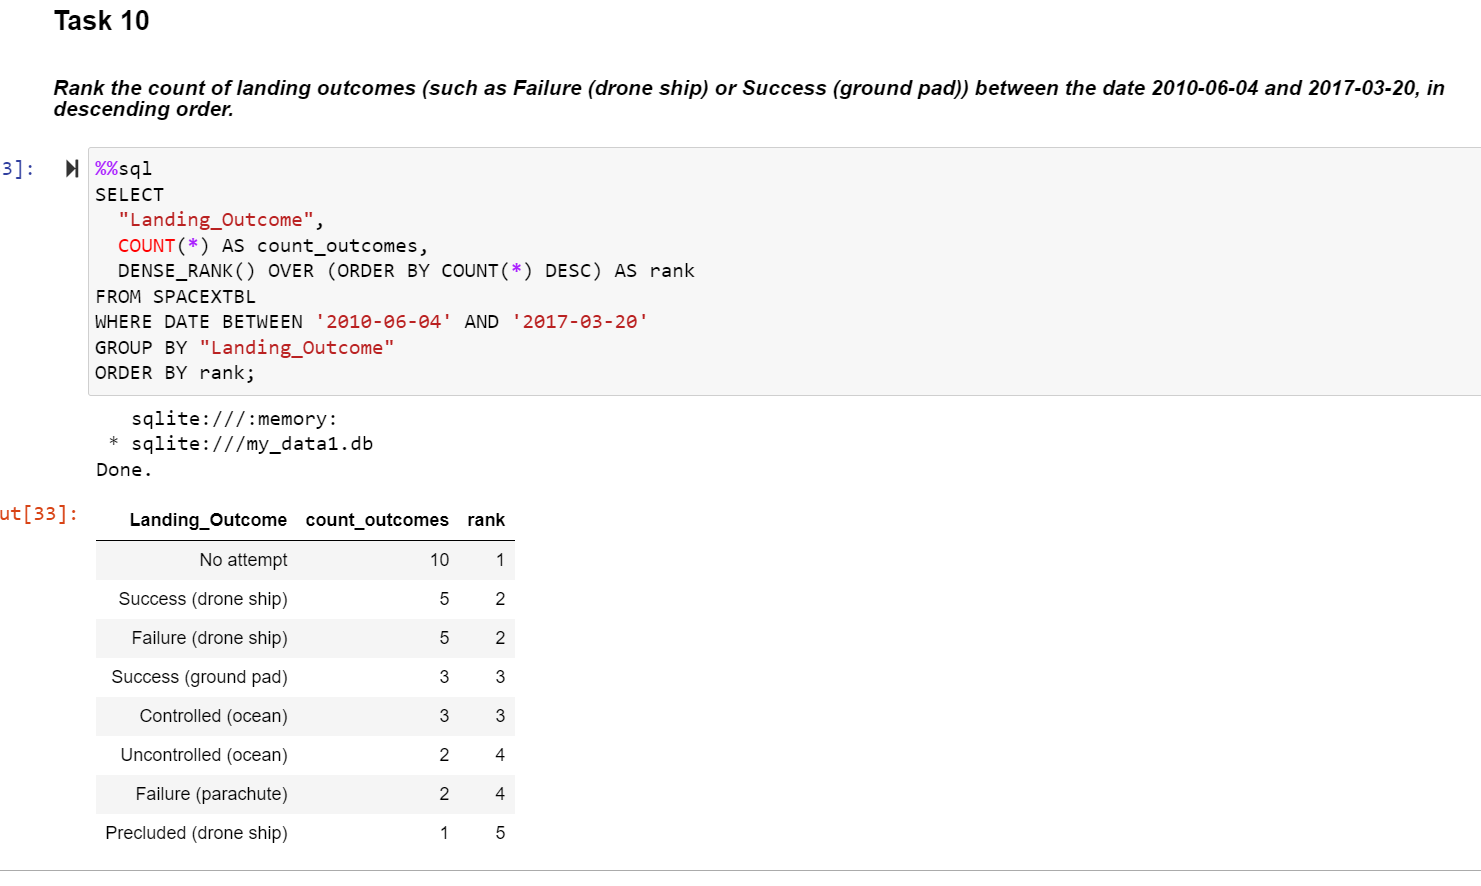 Task 10
Rank the count of landing outcomes (such as Failure (drone ship) or Success (ground pad)) between the date 2010-06-04 and 2017-03-20, in
descending order.
3]:
%%sql
SELECT
"Landing_Outcome",
COUNT(*) AS count_outcomes,
DENSE_RANK() OVER (ORDER BY COUNT(*) DESC) AS rank
FROM SPACEXTBL
WHERE DATE BETWEEN '2010-06-04' AND '2017-03-20'
GROUP BY "Landing_Outcome"
ORDER BY rank;
sqlite:///:memory:
* sqlite:///my_data1.db
Done.
ut[33]:
Landing_Outcome count_outcomes rank
No attempt 10 1
Success (drone ship) 5 2
Failure (drone ship) 5 2
Success (ground pad) 3 3
Controlled (ocean) 3 3
Uncontrolled (ocean) 2 4
Failure (parachute) 2 4
Precluded (drone ship) 1 5